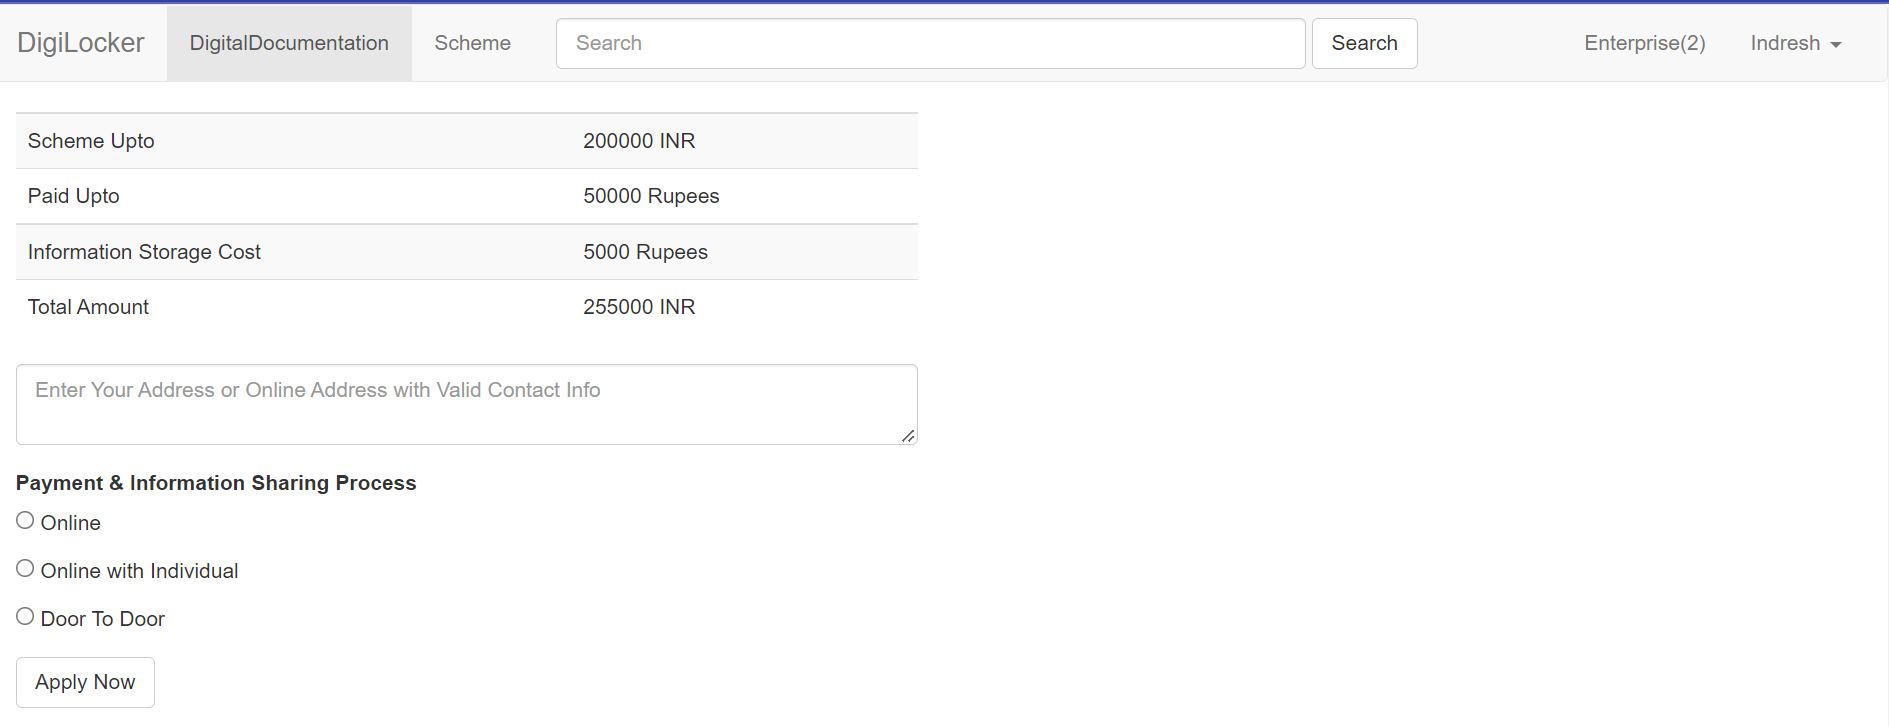 DigiLocker DigitalDocumentation Scheme Search Search Enterprise(2) Indresh
Scheme Upto 200000 INR
Paid Upto 50000 Rupees
Information Storage Cost 5000 Rupees
Total Amount 255000 INR
Enter Your Address or Online Address with Valid Contact Info
Payment & Information Sharing Process
Online
Online with Individual
Door To Door
Apply Now